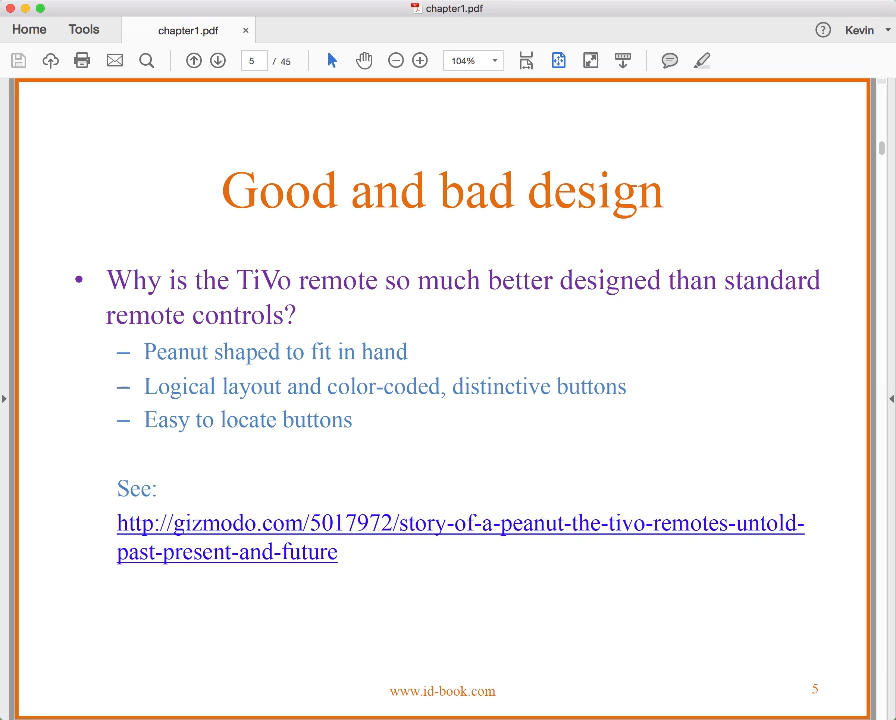 chapter1.pdf
Home Tools chapter1.pdf × ? Kevin
5 / 45 104%
Good and bad design
• Why is the TiVo remote so much better designed than standard
remote controls?
– Peanut shaped to fit in hand
– Logical layout and color-coded, distinctive buttons
– Easy to locate buttons
See:
http://gizmodo.com/5017972/story-of-a-peanut-the-tivo-remotes-untold-
past-present-and-future
www.id-book.com 5